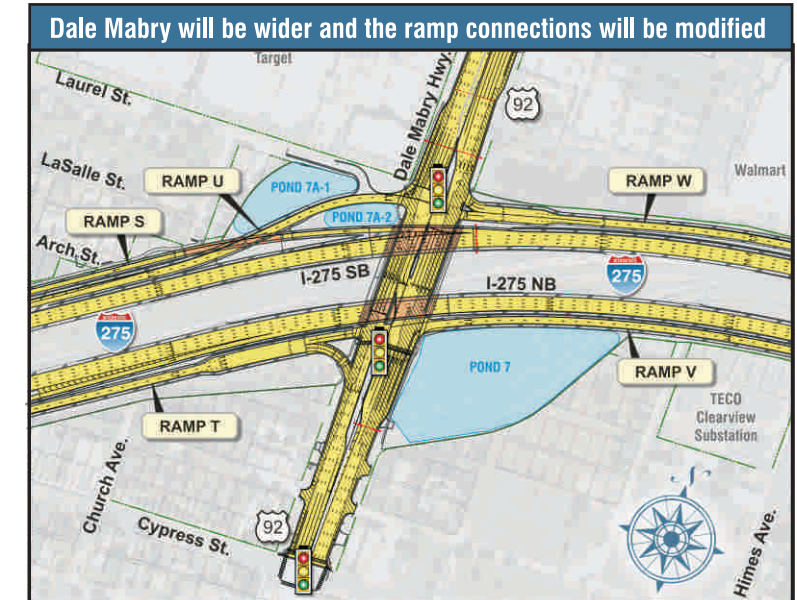 Dale Mabry will be wider and the ramp connections will be modified
Target
Laurel St.
Dale Mabry Hwy.
92
LaSalle St.
RAMP U
POND 7A-1
RAMP W
Walmart
RAMP S
POND 7A-2
Arch St.
I-275 SB
I-275 NB
275
275
POND 7
RAMP V
RAMP T
TECO
Clearview
Substation
Church Ave.
92
Cypress St.
Himes Ave.